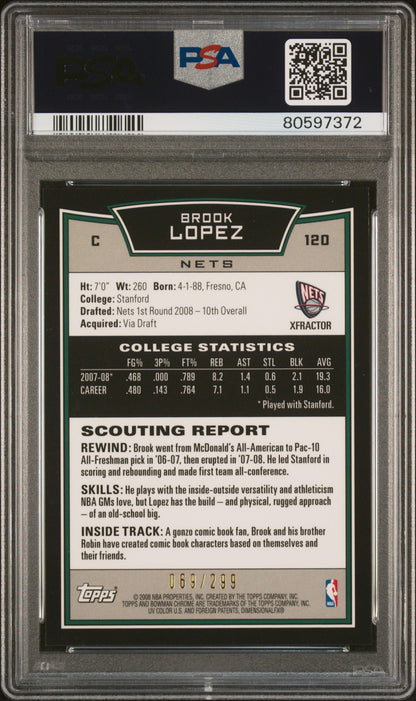 PSA
PSA
80597372
BROOK
C LOPEZ 120
NETS
Ht: 7'0" Wt: 260 Born: 4-1-88, Fresno, CA
College: Stanford
Drafted: Nets 1st Round 2008 – 10th Overall
Acquired: Via Draft
NETS
XFRACTOR
COLLEGE STATISTICS
FG% 3P% FT% REB AST STL BLK AVG
2007-08* .468 .000 .789 8.2 1.4 0.6 2.1 19.3
CAREER .480 .143 .764 7.1 1.1 0.5 1.9 16.0
* Played with Stanford.
SCOUTING REPORT
REWIND: Brook went from McDonald's All-American to Pac-10
All-Freshman pick in '06-07, then erupted in '07-08. He led Stanford in
scoring and rebounding and made first team all-conference.
SKILLS: He plays with the inside-outside versatility and athleticism
NBA GMs love, but Lopez has the build – and physical, rugged approach
– of an old-school big.
INSIDE TRACK: A gonzo comic book fan, Brook and his brother
Robin have created comic book characters based on themselves and
their friends.
069/299
Topps
NBA
© 2008 NBA PROPERTIES, INC. CREATED BY THE TOPPS COMPANY, INC.
TOPPS AND BOWMAN CHROME ARE TRADEMARKS OF THE TOPPS COMPANY, INC.
UV COLOR U.S. AND FOREIGN PATENTS, DIMENSIONALFX®